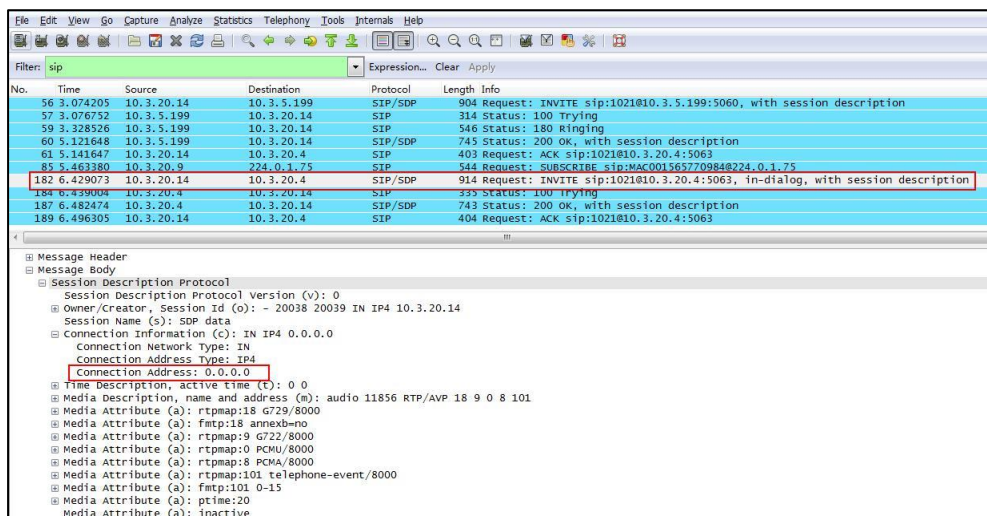 File Edit View Go Capture Analyze Statistics Telephony Tools Internals Help
Filter: sip Expression... Clear Apply
No. Time Source Destination Protocol Length Info
56 3.074205 10.3.20.14 10.3.5.199 SIP/SDP 904 Request: INVITE sip:1021@10.3.5.199:5060, with session description
57 3.076752 10.3.5.199 10.3.20.14 SIP 314 Status: 100 Trying
59 3.328526 10.3.5.199 10.3.20.14 SIP 546 Status: 180 Ringing
60 5.121648 10.3.5.199 10.3.20.14 SIP/SDP 745 Status: 200 OK, with session description
61 5.141647 10.3.20.14 10.3.20.4 SIP 403 Request: ACK sip:1021@10.3.20.4:5063
85 5.463380 10.3.20.9 224.0.1.75 SIP 544 Request: SUBSCRIBE sip:MAC001565770984@224.0.1.75
182 6.429073 10.3.20.14 10.3.20.4 SIP/SDP 914 Request: INVITE sip:1021@10.3.20.4:5063, in-dialog, with session description
184 6.439004 10.3.20.4 10.3.20.14 SIP 335 Status: 100 Trying
187 6.482474 10.3.20.4 10.3.20.14 SIP/SDP 743 Status: 200 OK, with session description
189 6.496305 10.3.20.14 10.3.20.4 SIP 404 Request: ACK sip:1021@10.3.20.4:5063
Message Header
Message Body
Session Description Protocol
Session Description Protocol Version (v): 0
Owner/Creator, Session Id (o): - 20038 20039 IN IP4 10.3.20.14
Session Name (s): SDP data
Connection Information (c): IN IP4 0.0.0.0
Connection Network Type: IN
Connection Address Type: IP4
Connection Address: 0.0.0.0
Time Description, active time (t): 0 0
Media Description, name and address (m): audio 11856 RTP/AVP 18 9 0 8 101
Media Attribute (a): rtpmap:18 G729/8000
Media Attribute (a): fmtp:18 annexb=no
Media Attribute (a): rtpmap:9 G722/8000
Media Attribute (a): rtpmap:0 PCMU/8000
Media Attribute (a): rtpmap:8 PCMA/8000
Media Attribute (a): rtpmap:101 telephone-event/8000
Media Attribute (a): fmtp:101 0-15
Media Attribute (a): ptime:20
Media Attribute (a): inactive